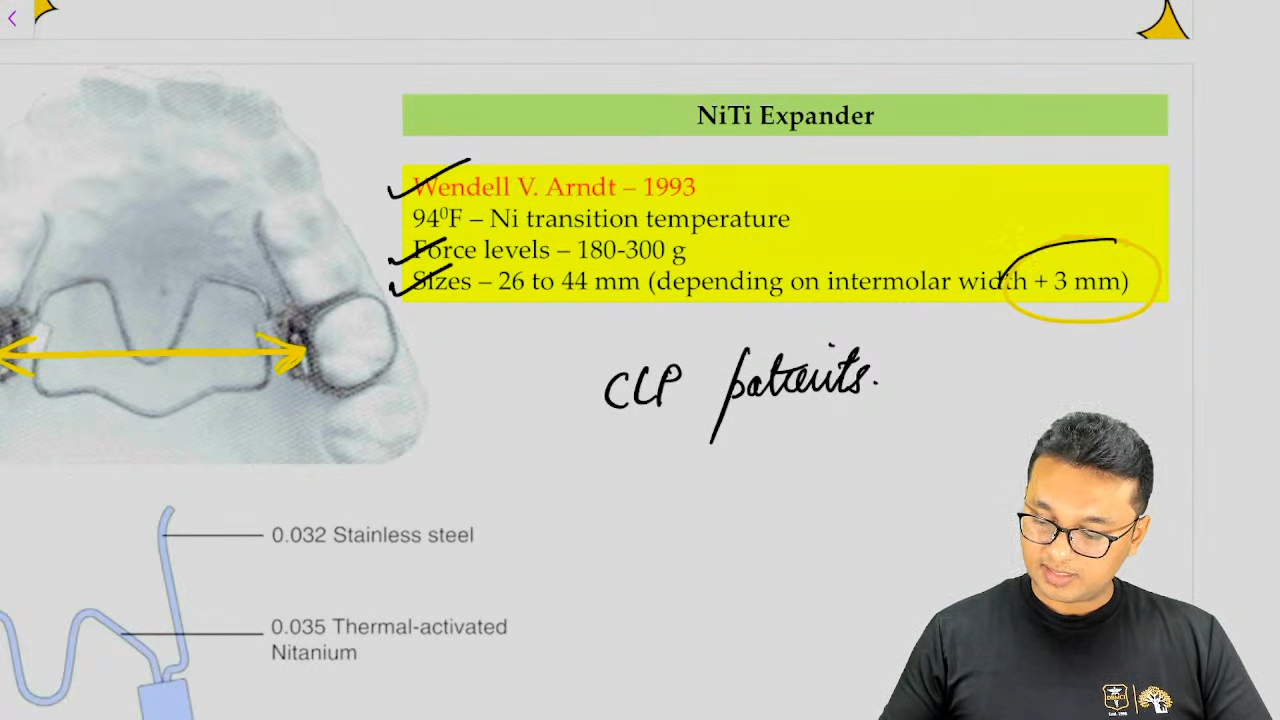 NiTi Expander
Wendell V. Arndt – 1993
94⁰F – Ni transition temperature
Force levels – 180-300 g
Sizes – 26 to 44 mm (depending on intermolar width + 3 mm)
CLP patients.
0.032 Stainless steel
0.035 Thermal-activated
Nitanium